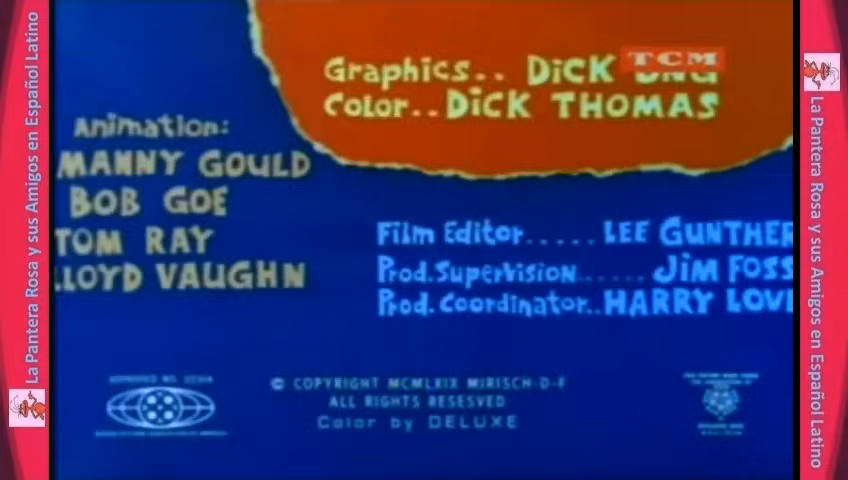 La Pantera Rosa y sus Amigos en Español Latino
TCM
Graphics.. DiCK UNG
Color..DiCK THOMAS
Animation:
MANNY GOULD
BOB GOE
TOM RAY
LLOYD VAUGHN
Film Editor..... LEE GUNTHER
Prod.Supervision...... JiM FOSS
Prod. Coordinator..HARRY LOV
© COPYRIGHT MCMLXIX MIRISCH-D-F
ALL RIGHTS RESESVED
Color by DELUXE
La Pantera Rosa y sus Amigos en Español Latino